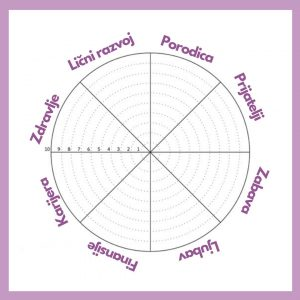 Lični razvoj
Porodica
Prijatelji
Zabava
Ljubav
Finansije
Karijera
Zdravlje
10 9 8 7 6 5 4 3 2 1